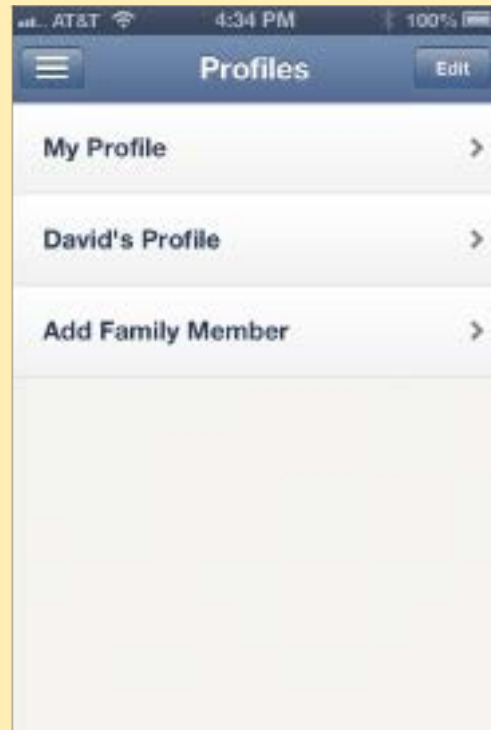 AT&T 4:34 PM 100%
Profiles Edit
My Profile
David's Profile
Add Family Member